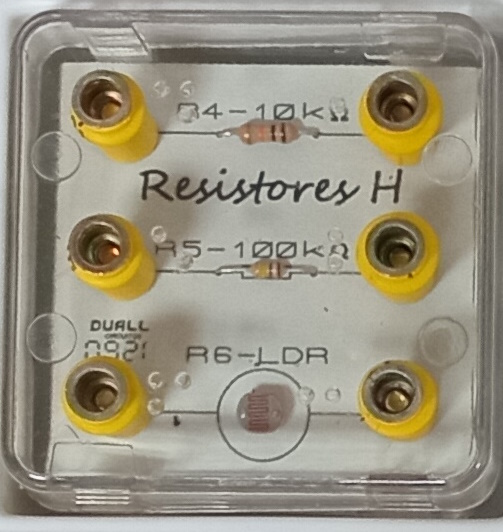 R4-10kΩ
Resistores H
R5-100kΩ
DUALL
0921
R6-LDR